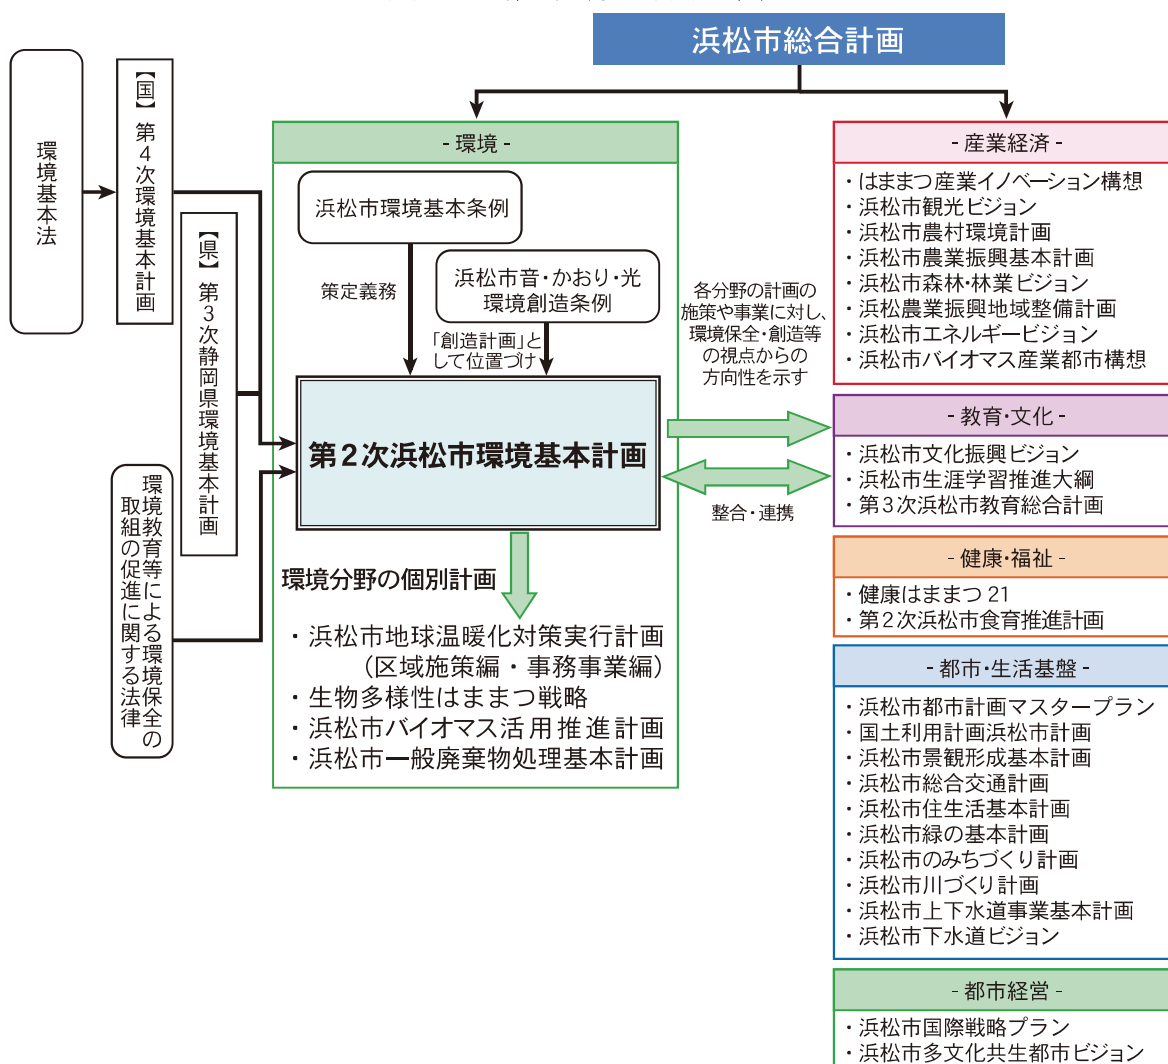 浜松市総合計画
環境基本法
【国】第4次環境基本計画
【県】第3次静岡県環境基本計画
環境教育等による環境保全の
取組の促進に関する法律
- 環境 -
浜松市環境基本条例
策定義務
浜松市音・かおり・光
環境創造条例
「創造計画」と
して位置づけ
第2次浜松市環境基本計画
環境分野の個別計画
・浜松市地球温暖化対策実行計画
（区域施策編・事務事業編）
・生物多様性はままつ戦略
・浜松市バイオマス活用推進計画
・浜松市一般廃棄物処理基本計画
各分野の計画の
施策や事業に対し、
環境保全・創造等
の視点からの
方向性を示す
整合・連携
- 産業経済 -
・はままつ産業イノベーション構想
・浜松市観光ビジョン
・浜松市農村環境計画
・浜松市農業振興基本計画
・浜松市森林・林業ビジョン
・浜松農業振興地域整備計画
・浜松市エネルギービジョン
・浜松市バイオマス産業都市構想
- 教育・文化 -
・浜松市文化振興ビジョン
・浜松市生涯学習推進大綱
・第3次浜松市教育総合計画
- 健康・福祉 -
・健康はままつ 21
・第2次浜松市食育推進計画
- 都市・生活基盤 -
・浜松市都市計画マスタープラン
・国土利用計画浜松市計画
・浜松市景観形成基本計画
・浜松市総合交通計画
・浜松市住生活基本計画
・浜松市緑の基本計画
・浜松市のみちづくり計画
・浜松市川づくり計画
・浜松市上下水道事業基本計画
・浜松市下水道ビジョン
- 都市経営 -
・浜松市国際戦略プラン
・浜松市多文化共生都市ビジョン